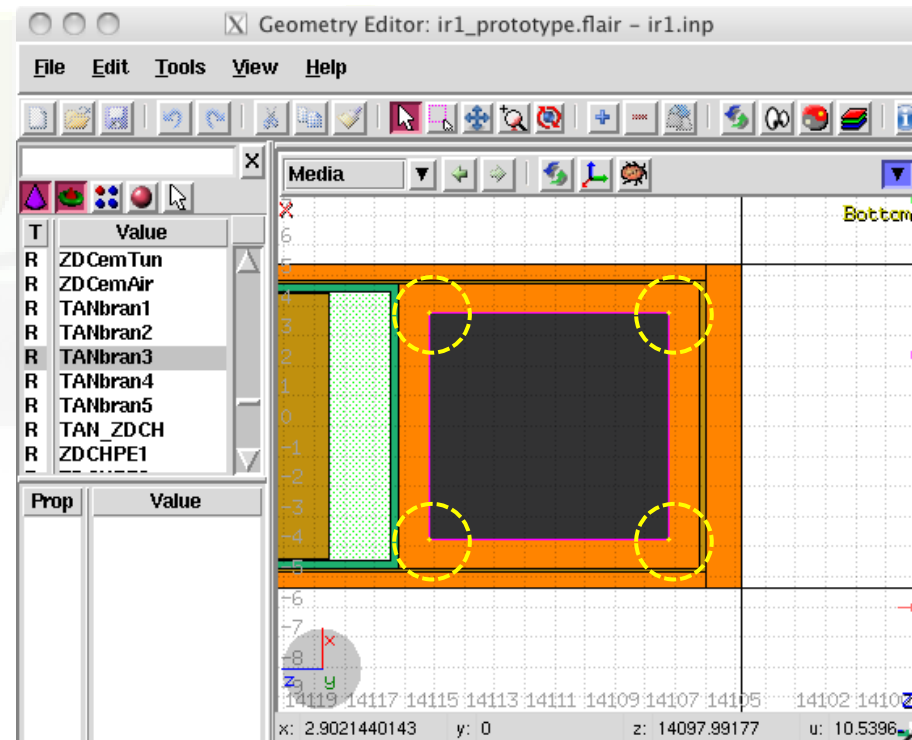 Geometry Editor: ir1_prototype.flair – ir1.inp
File Edit Tools View Help
Media
Bottom
T Value
R ZDCemTun
R ZDCemAir
R TANbran1
R TANbran2
R TANbran3
R TANbran4
R TANbran5
R TAN_ZDCH
R ZDCHPE1
Prop Value
6
5
4
3
2
1
0
-1
-2
-3
-4
-5
-6
-7
-8
x
z y
14119 14117 14115 14113 14111 14109 14107 14105 14102
x: 2.9021440143 y: 0 z: 14097.99177 u: 10.5396